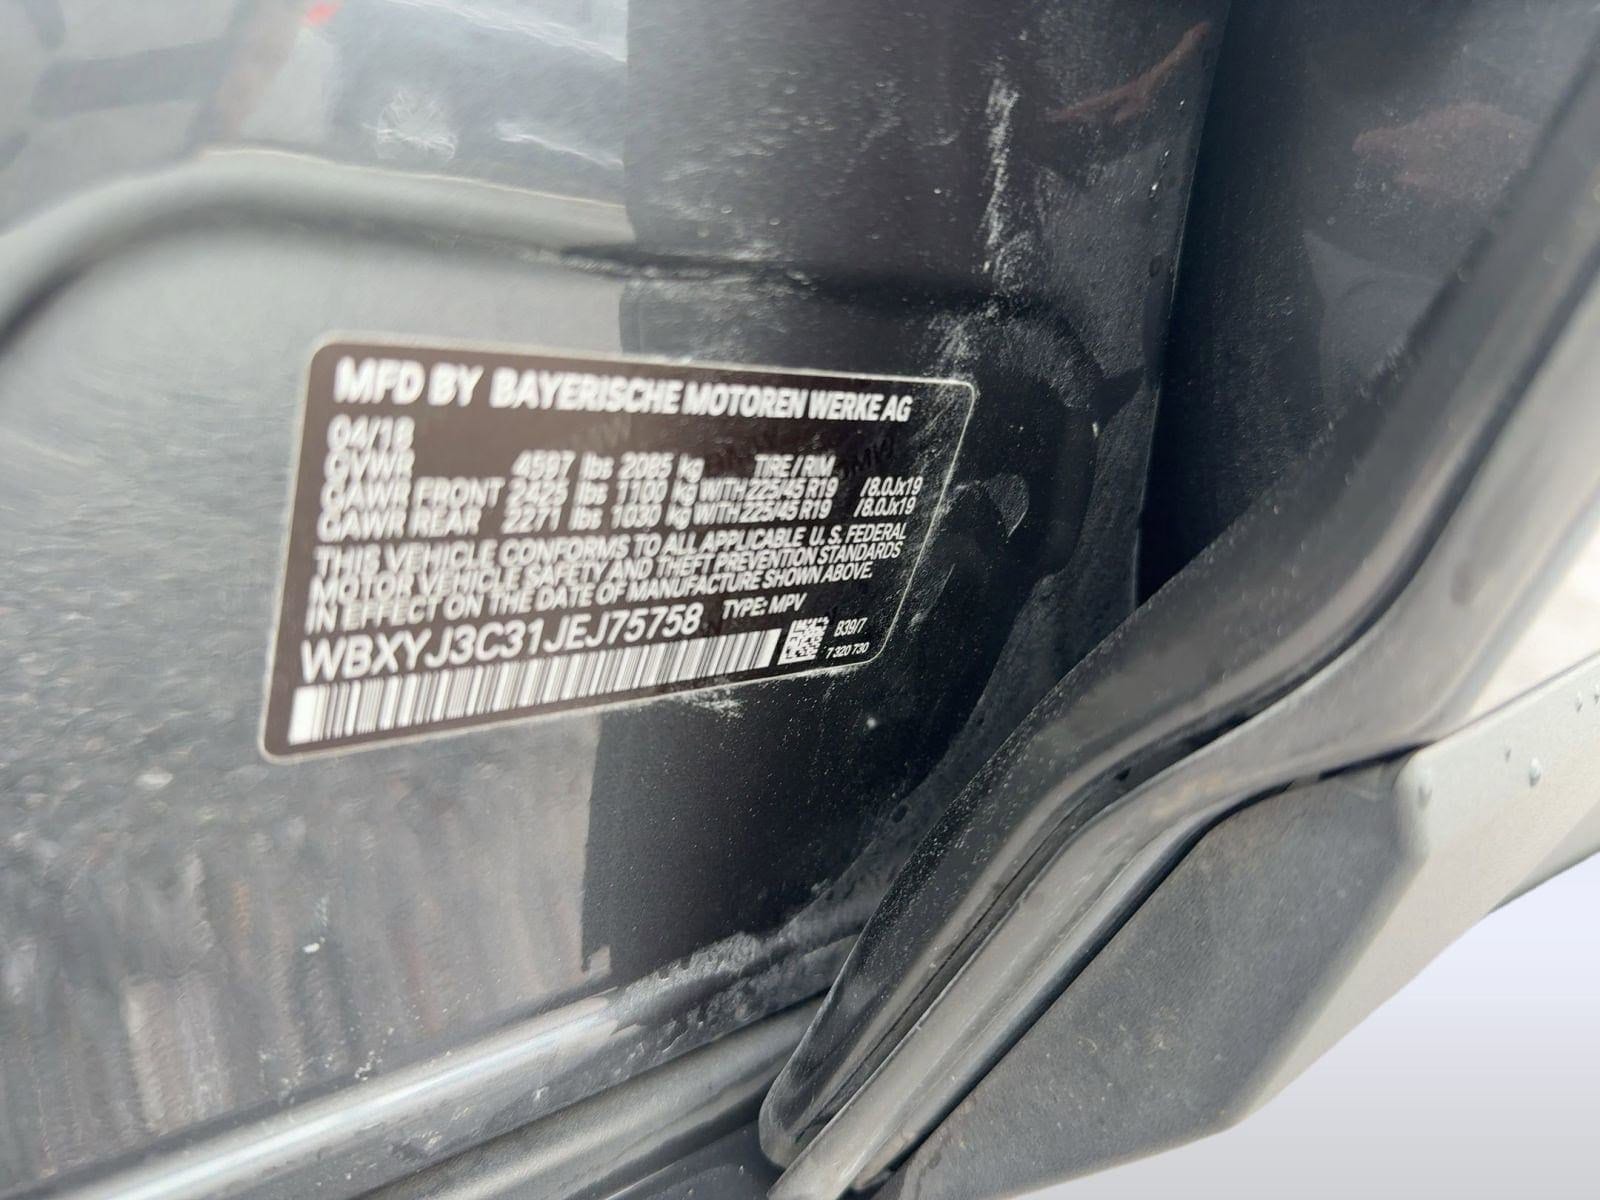 MFD BY BAYERISCHE MOTOREN WERKE AG
04/18
GVWR 4597 lbs 2085 kg TIRE / RIM
GAWR FRONT 2425 lbs 1100 kg WITH 225/45 R19 /8.0Jx19
GAWR REAR 2271 lbs 1030 kg WITH 225/45 R19 /8.0Jx19
THIS VEHICLE CONFORMS TO ALL APPLICABLE U.S. FEDERAL
MOTOR VEHICLE SAFETY AND THEFT PREVENTION STANDARDS
IN EFFECT ON THE DATE OF MANUFACTURE SHOWN ABOVE.
WBXYJ3C31JEJ75758 TYPE: MPV
B39/7
7 320 730